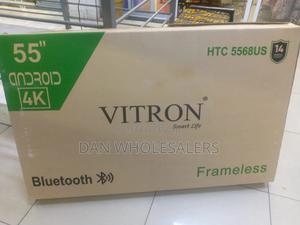 55"
ANDROID
4K
HTC 5568US
14
VITRON®
Smart Life
DAN WHOLESALERS
Bluetooth
Frameless